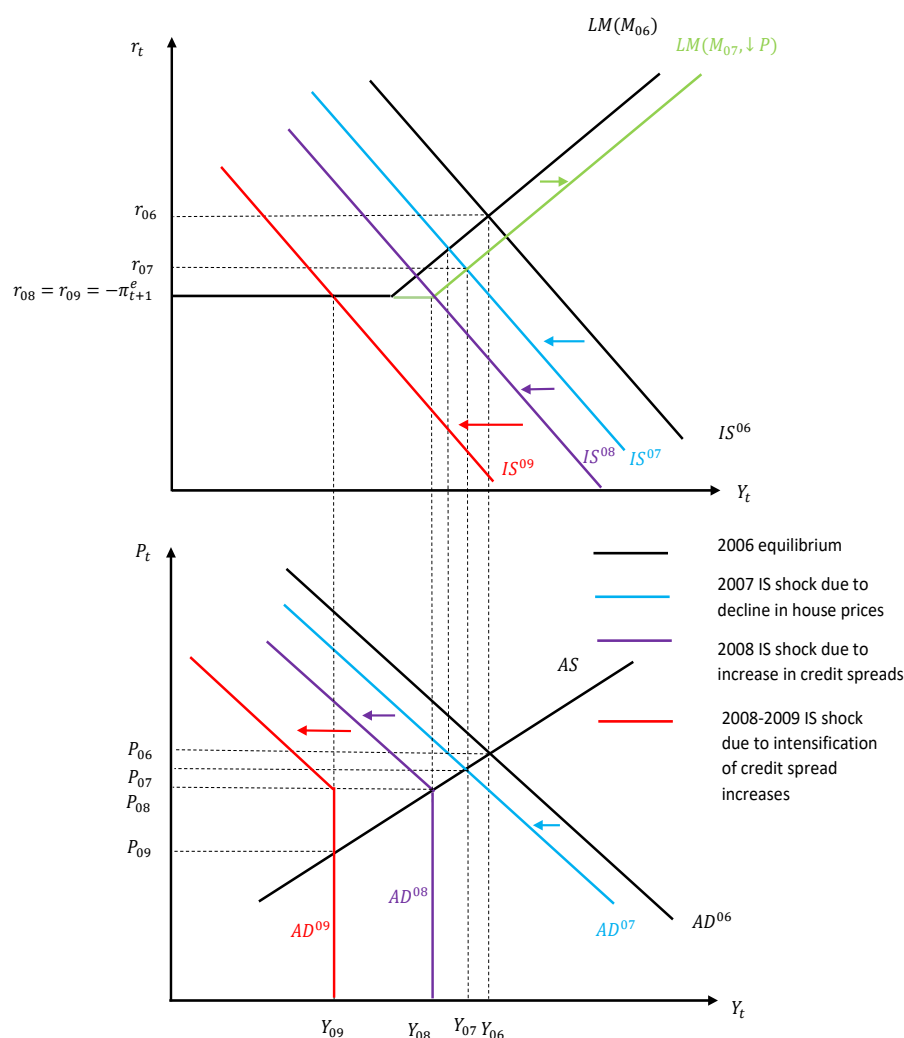 LM(M₀₆)
LM(M₀₇, ↓ P)
rₜ
r₀₆
r₀₇
r₀₈ = r₀₉ = −πᵉₜ₊₁
IS⁰⁶
IS⁰⁷
IS⁰⁸
IS⁰⁹
Yₜ
Pₜ
2006 equilibrium
2007 IS shock due to
decline in house prices
2008 IS shock due to
increase in credit spreads
2008-2009 IS shock
due to intensification
of credit spread
increases
AS
P₀₆
P₀₇
P₀₈
P₀₉
AD⁰⁹
AD⁰⁸
AD⁰⁷
AD⁰⁶
Y₀₉
Y₀₈
Y₀₇
Y₀₆
Yₜ